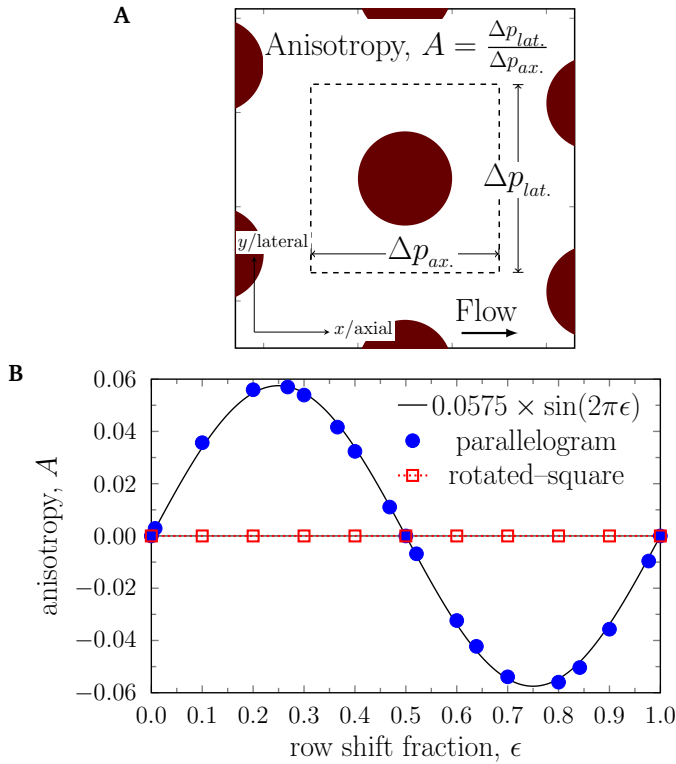 A
Anisotropy, A = Δp_lat. / Δp_ax.
Δp_lat.
y/lateral
Δp_ax.
x/axial
Flow
B
0.06
0.04
0.02
0.00
−0.02
−0.04
−0.06
anisotropy, A
0.0575 × sin(2πϵ)
parallelogram
rotated–square
0.0 0.1 0.2 0.3 0.4 0.5 0.6 0.7 0.8 0.9 1.0
row shift fraction, ϵ